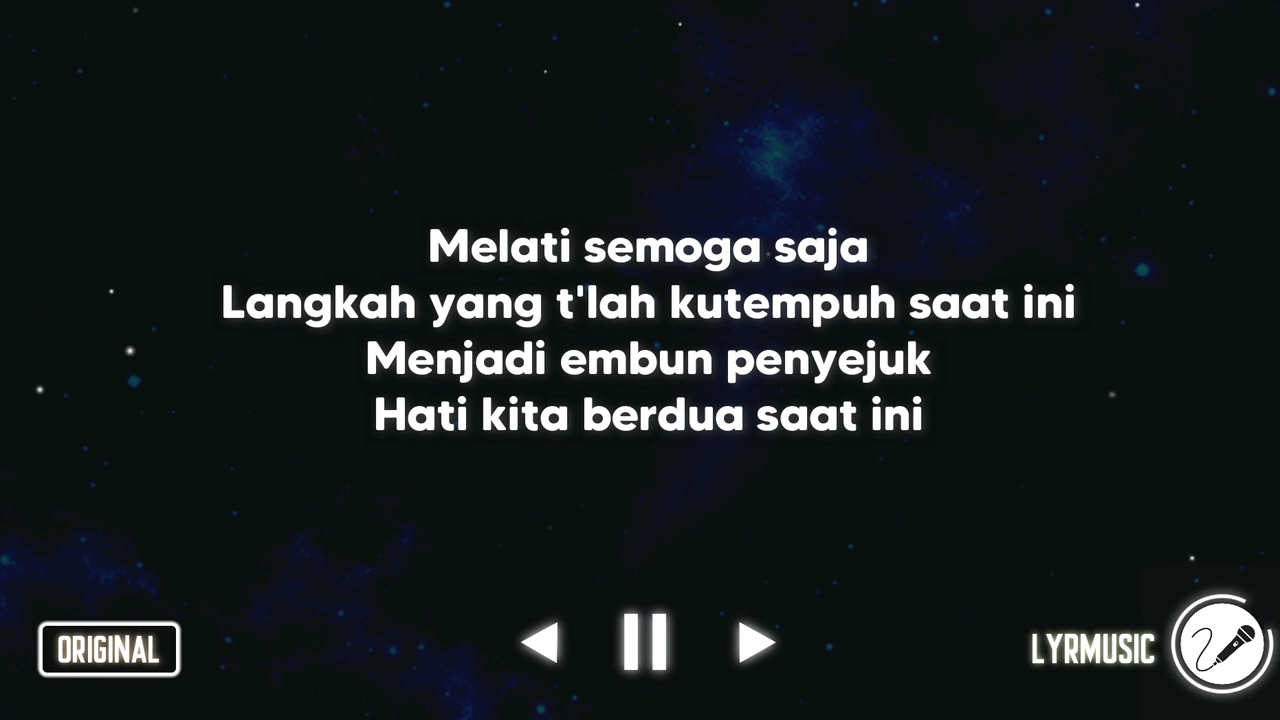 Melati semoga saja
Langkah yang t'lah kutempuh saat ini
Menjadi embun penyejuk
Hati kita berdua saat ini
ORIGINAL
LYRMUSIC